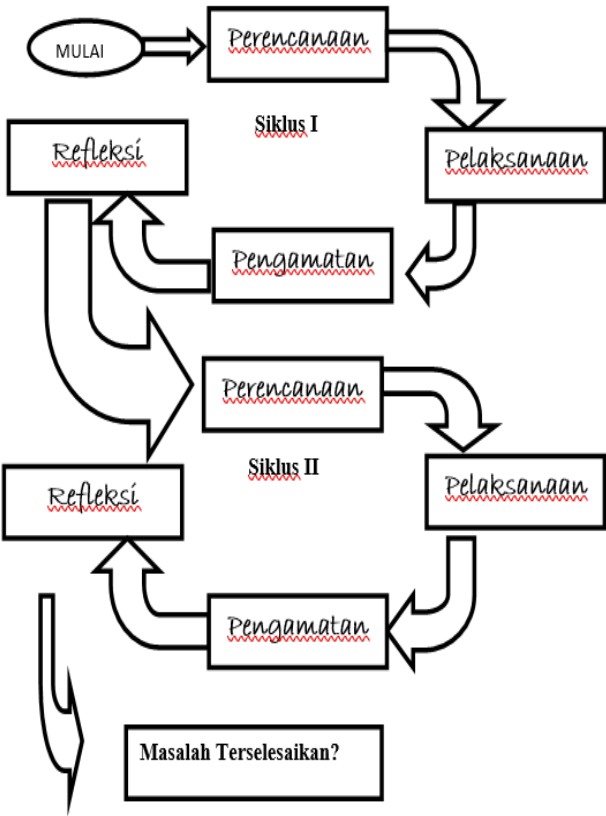 MULAI
Perencanaan
Siklus I
Refleksi
Pelaksanaan
Pengamatan
Perencanaan
Siklus II
Refleksi
Pelaksanaan
Pengamatan
Masalah Terselesaikan?